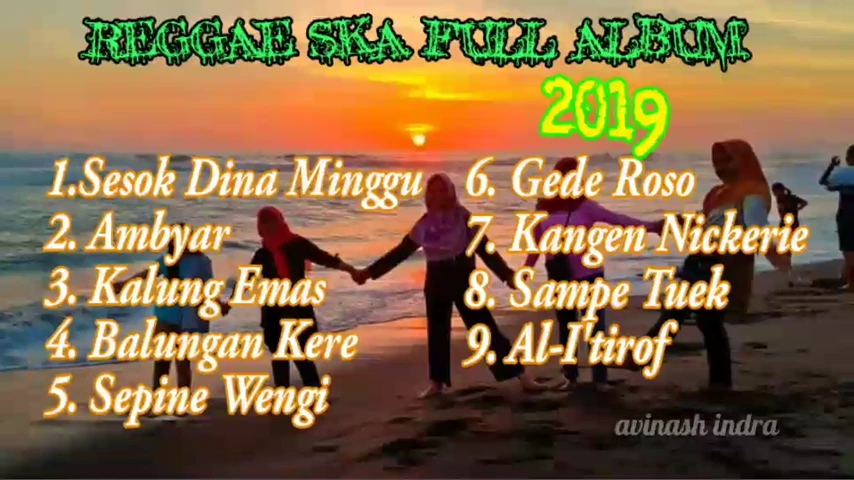 REGGAE SKA FULL ALBUM
2019
1.Sesok Dina Minggu
2. Ambyar
3. Kalung Emas
4. Balungan Kere
5. Sepine Wengi
6. Gede Roso
7. Kangen Nickerie
8. Sampe Tuek
9. Al-I'tirof
avinash indra